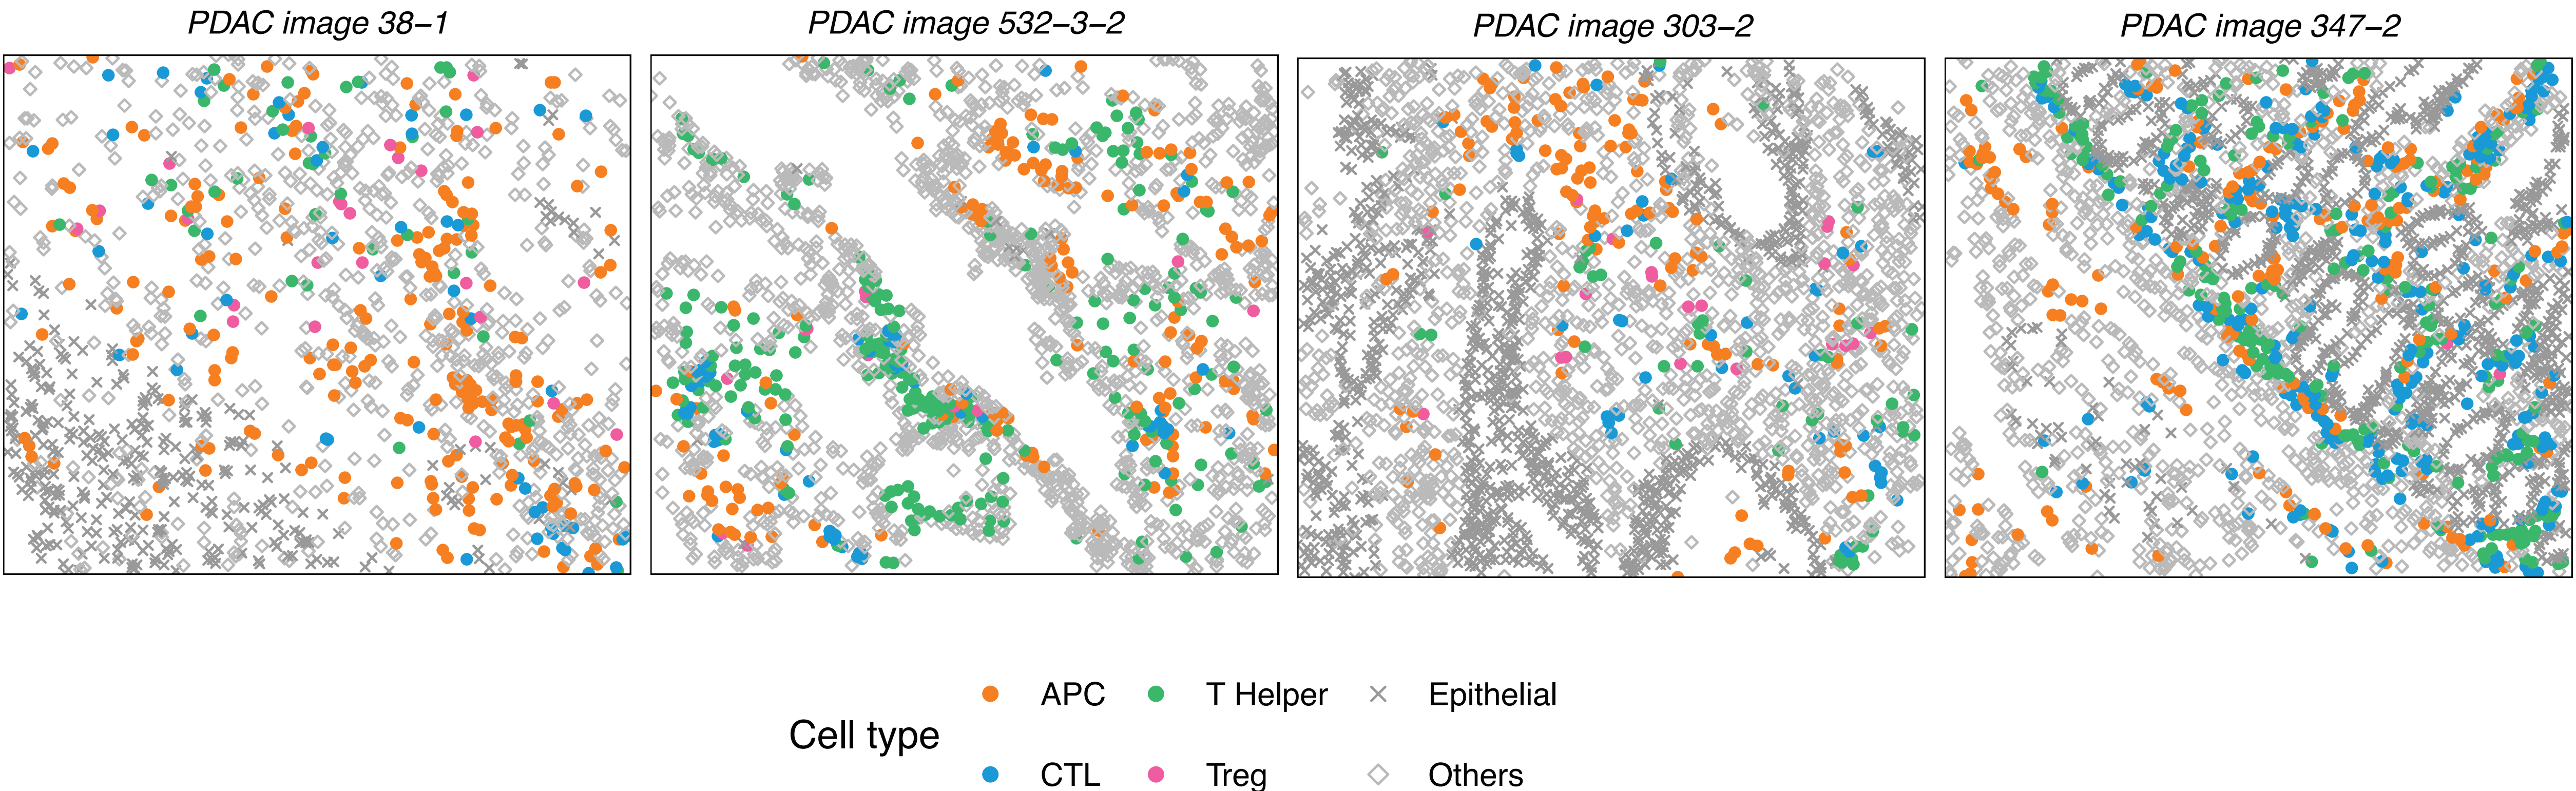 PDAC image 38–1
PDAC image 532–3–2
PDAC image 303–2
PDAC image 347–2
Cell type
APC
T Helper
Epithelial
CTL
Treg
Others